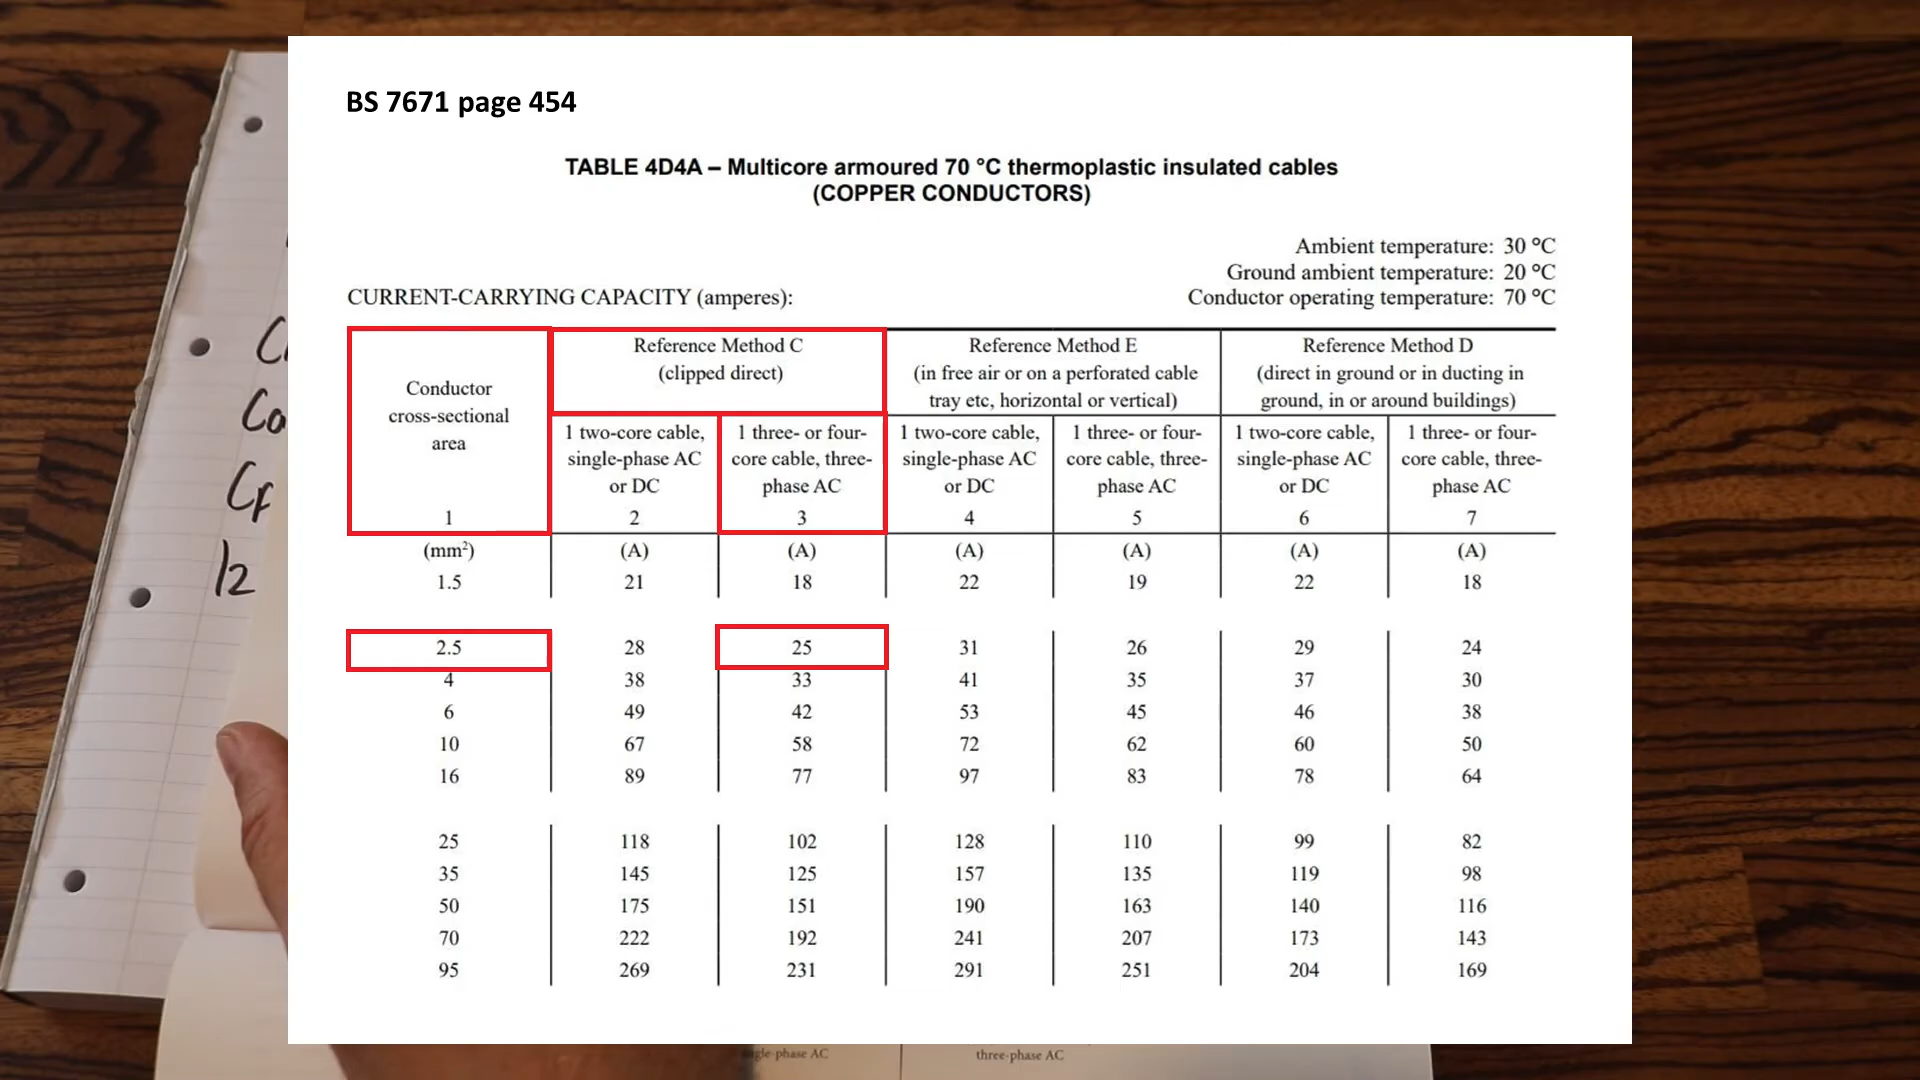 BS 7671 page 454
TABLE 4D4A – Multicore armoured 70 °C thermoplastic insulated cables
(COPPER CONDUCTORS)
Ambient temperature: 30 °C
Ground ambient temperature: 20 °C
CURRENT-CARRYING CAPACITY (amperes): Conductor operating temperature: 70 °C
Conductor
cross-sectional
area
1
Reference Method C
(clipped direct)
Reference Method E
(in free air or on a perforated cable
tray etc, horizontal or vertical)
Reference Method D
(direct in ground or in ducting in
ground, in or around buildings)
1 two-core cable,
single-phase AC
or DC
2
1 three- or four-
core cable, three-
phase AC
3
1 two-core cable,
single-phase AC
or DC
4
1 three- or four-
core cable, three-
phase AC
5
1 two-core cable,
single-phase AC
or DC
6
1 three- or four-
core cable, three-
phase AC
7
(mm²) (A) (A) (A) (A) (A) (A)
1.5 21 18 22 19 22 18
2.5 28 25 31 26 29 24
4 38 33 41 35 37 30
6 49 42 53 45 46 38
10 67 58 72 62 60 50
16 89 77 97 83 78 64
25 118 102 128 110 99 82
35 145 125 157 135 119 98
50 175 151 190 163 140 116
70 222 192 241 207 173 143
95 269 231 291 251 204 169
three-phase AC